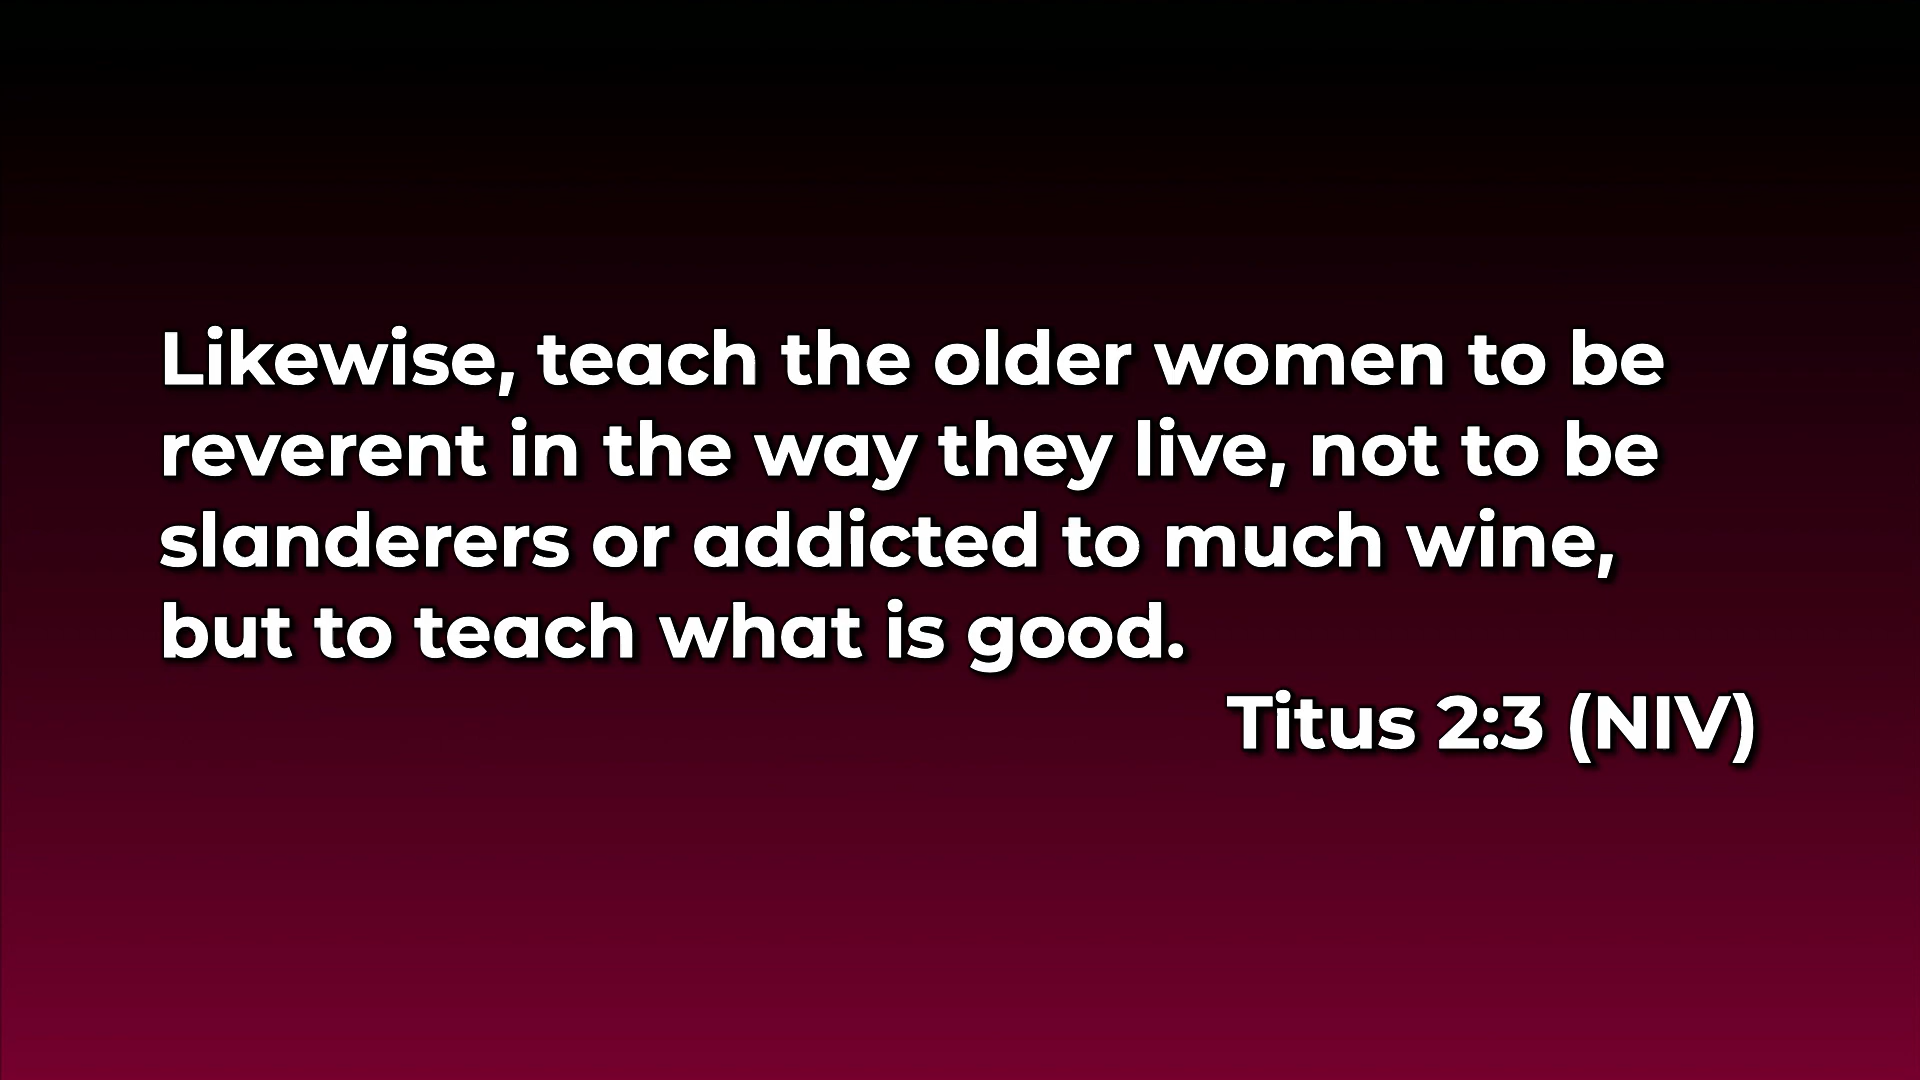 Likewise, teach the older women to be
reverent in the way they live, not to be
slanderers or addicted to much wine,
but to teach what is good.
Titus 2:3 (NIV)